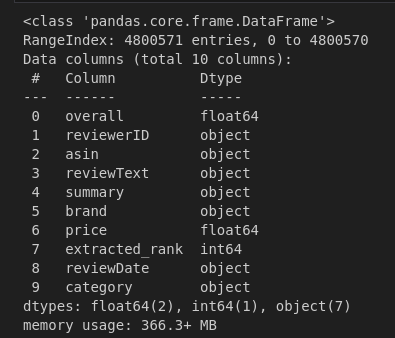 <class 'pandas.core.frame.DataFrame'>
RangeIndex: 4800571 entries, 0 to 4800570
Data columns (total 10 columns):
 #   Column          Dtype
---  ------          -----
 0   overall         float64
 1   reviewerID      object
 2   asin            object
 3   reviewText      object
 4   summary         object
 5   brand           object
 6   price           float64
 7   extracted_rank  int64
 8   reviewDate      object
 9   category        object
dtypes: float64(2), int64(1), object(7)
memory usage: 366.3+ MB